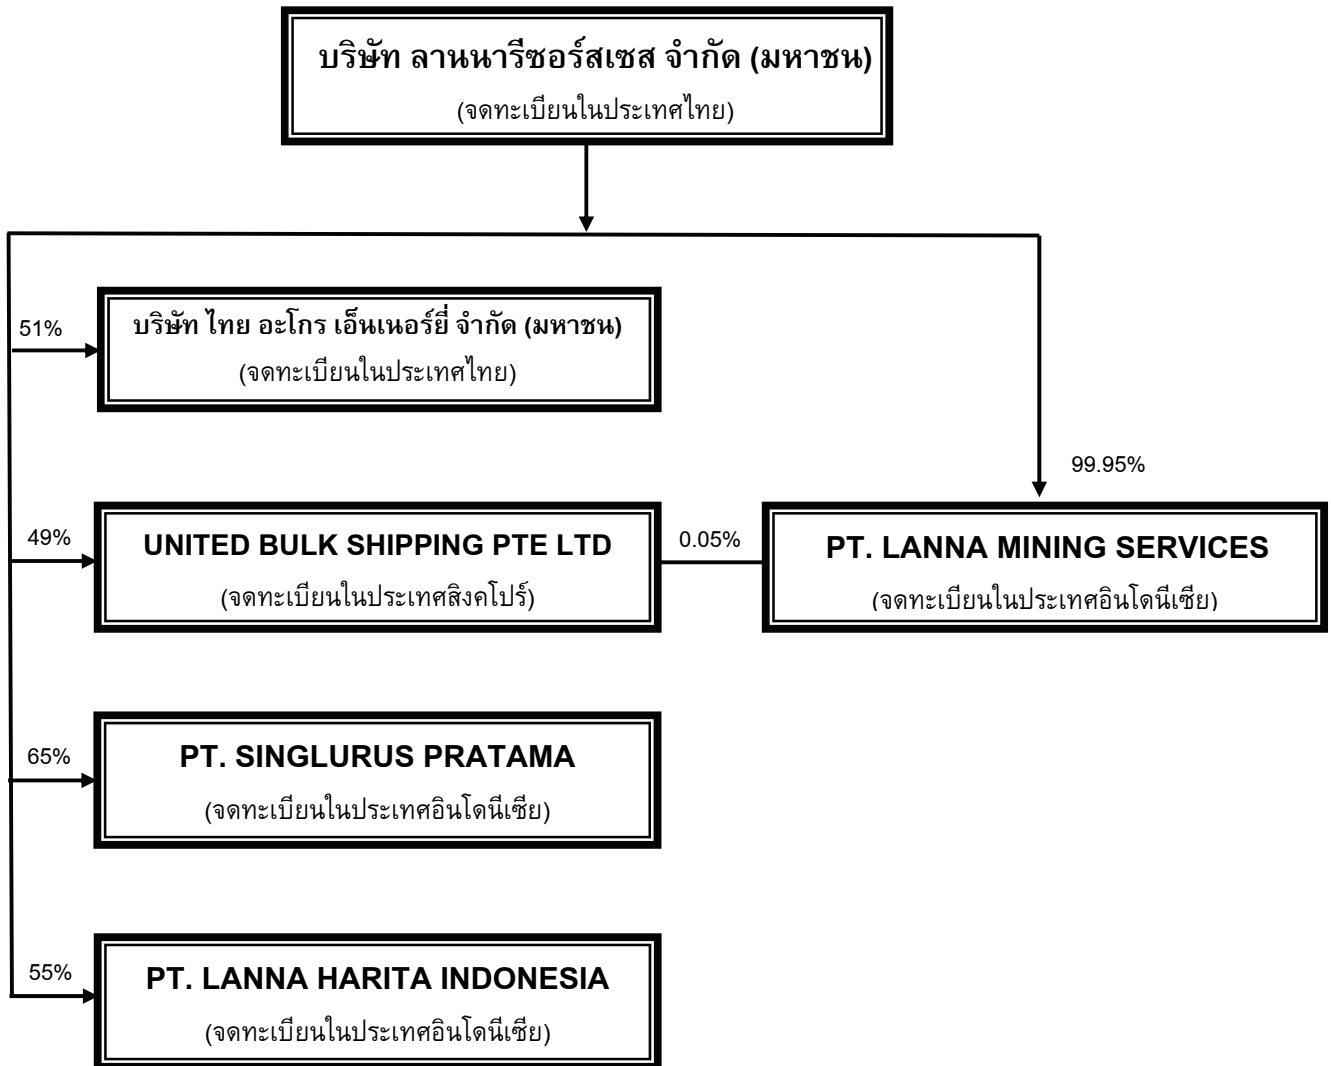 บริษัท ลานนารีซอร์สเซส จำกัด (มหาชน)
(จดทะเบียนในประเทศไทย)
51%
บริษัท ไทย อะโกร เอ็นเนอร์ยี่ จำกัด (มหาชน)
(จดทะเบียนในประเทศไทย)
99.95%
49%
UNITED BULK SHIPPING PTE LTD
(จดทะเบียนในประเทศสิงคโปร์)
0.05%
PT. LANNA MINING SERVICES
(จดทะเบียนในประเทศอินโดนีเซีย)
65%
PT. SINGLURUS PRATAMA
(จดทะเบียนในประเทศอินโดนีเซีย)
55%
PT. LANNA HARITA INDONESIA
(จดทะเบียนในประเทศอินโดนีเซีย)